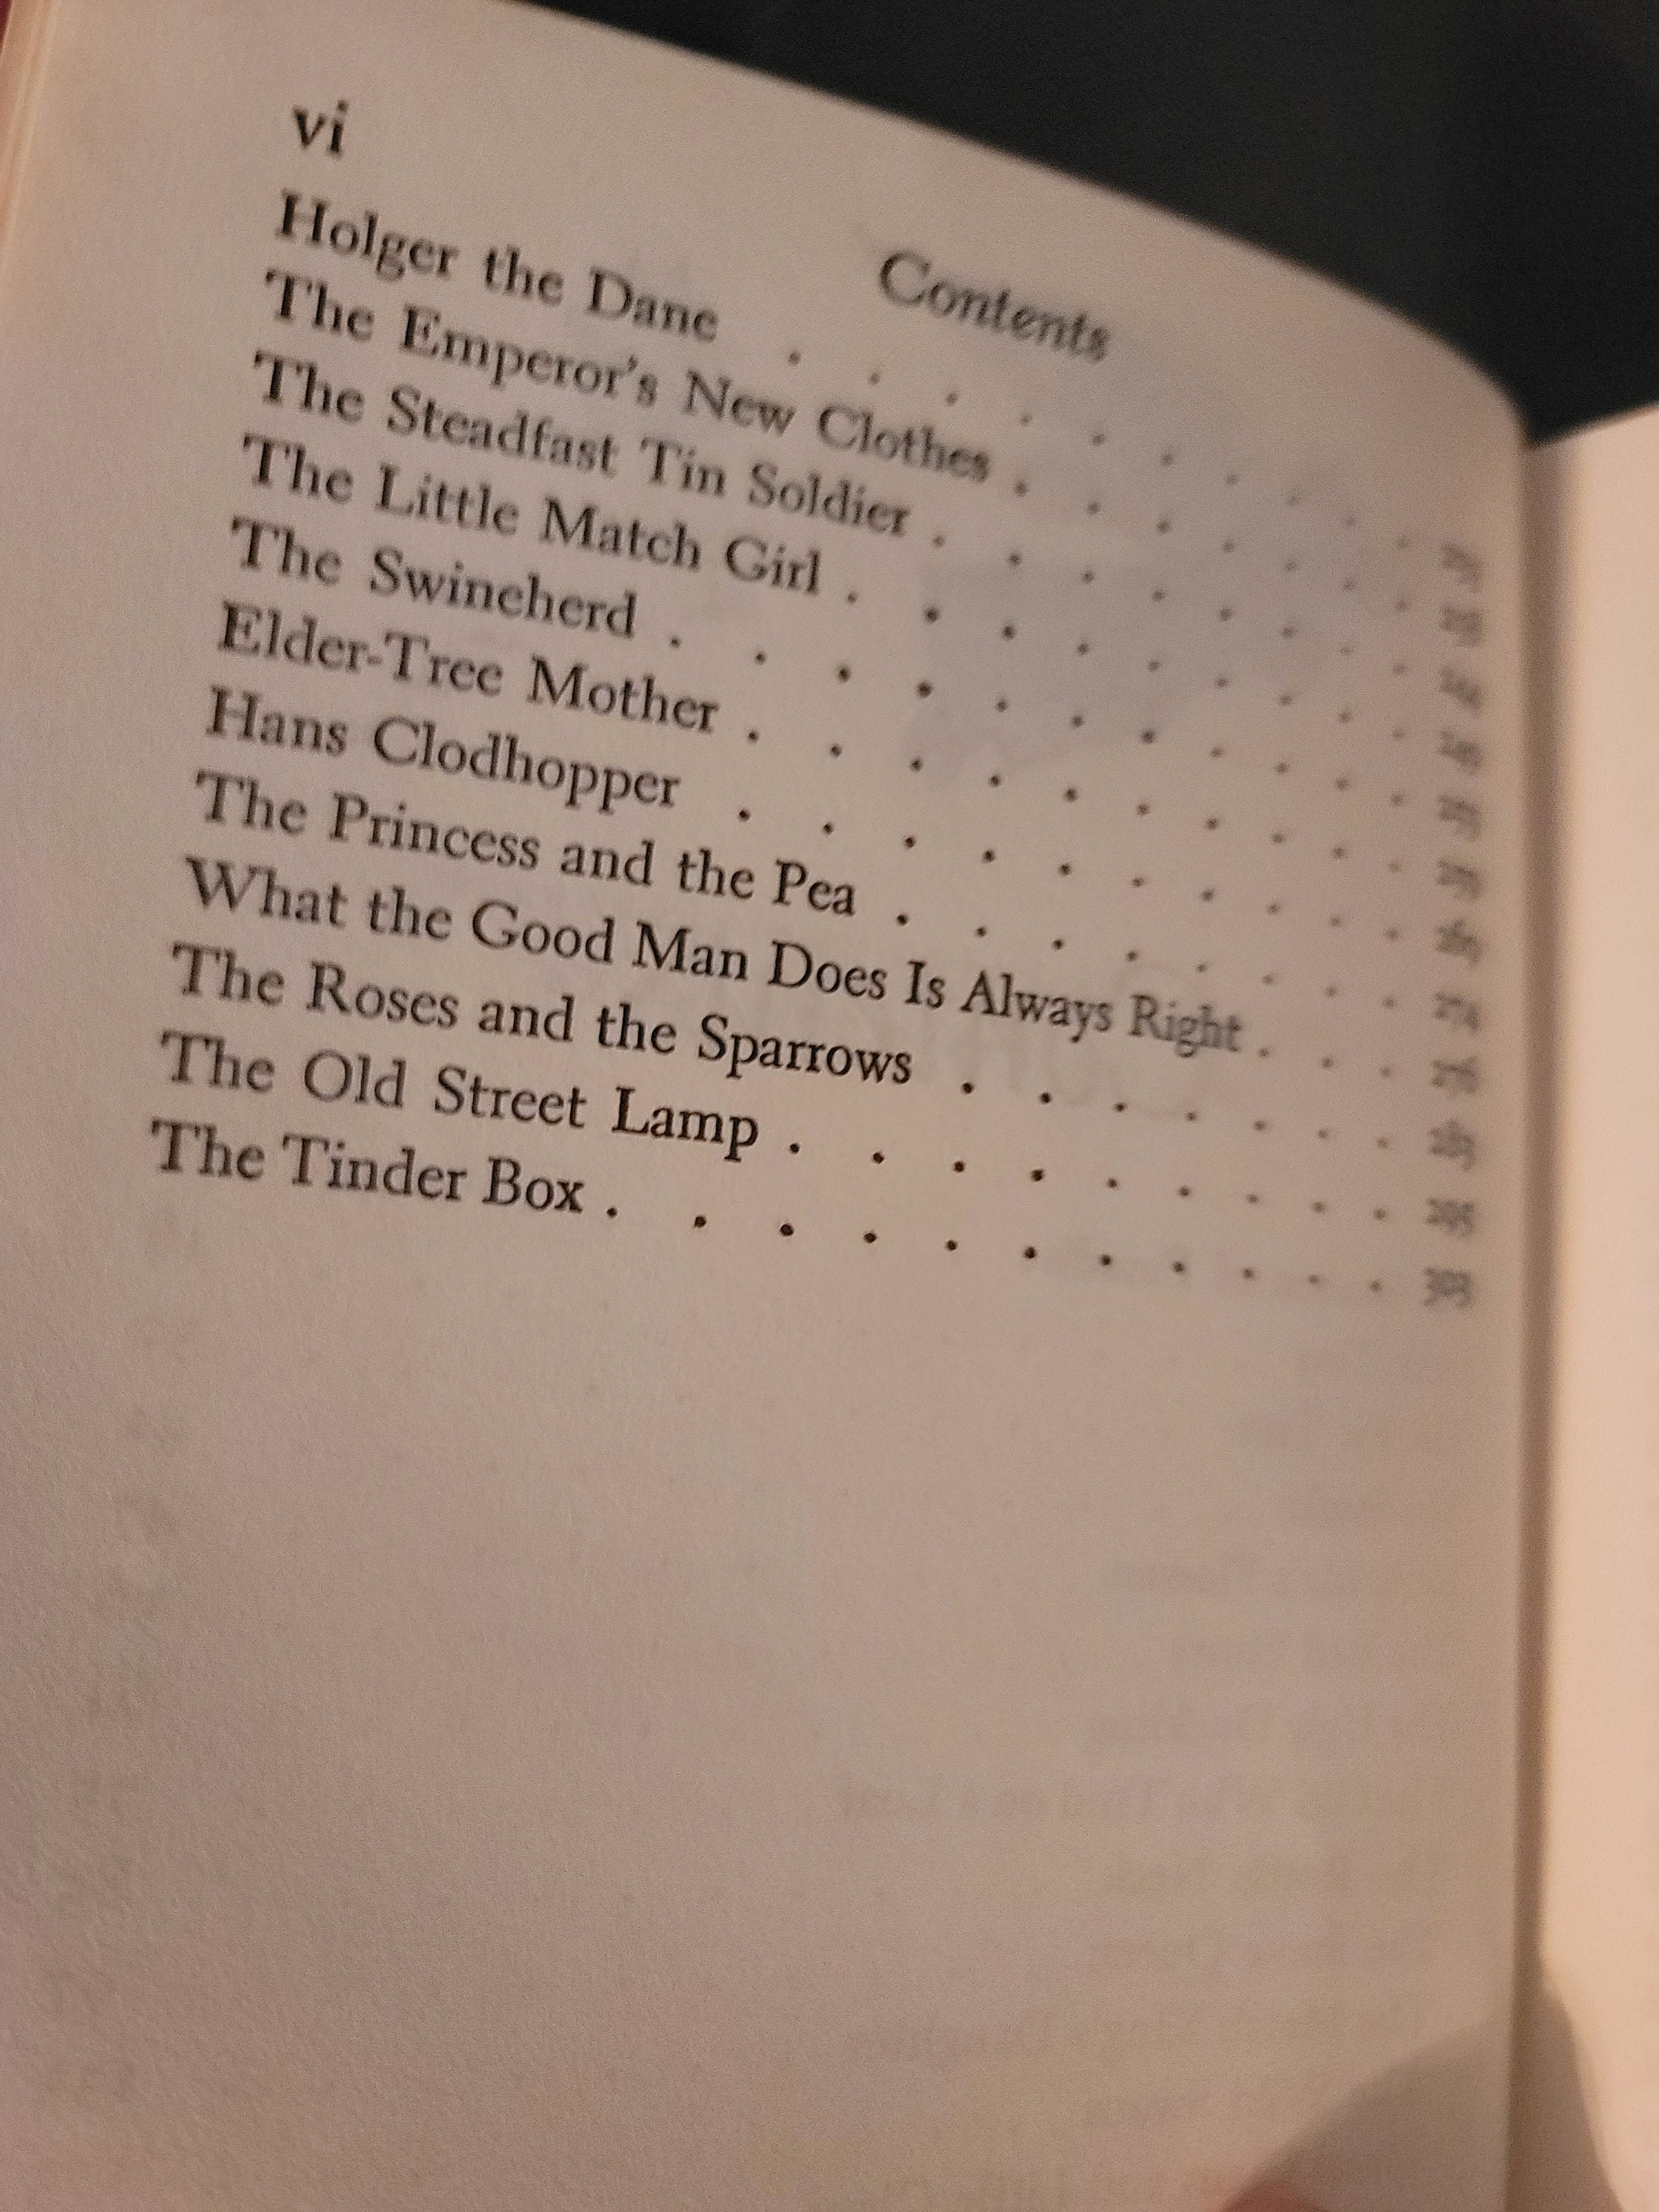 vi
Contents
Holger the Dane . . . . . . . . . .
The Emperor's New Clothes . . . . . .
The Steadfast Tin Soldier . . . . . . .
The Little Match Girl . . . . . . . .
The Swineherd . . . . . . . . . .
Elder-Tree Mother . . . . . . . . .
Hans Clodhopper . . . . . . . . .
The Princess and the Pea . . . . . . .
What the Good Man Does Is Always Right . . .
The Roses and the Sparrows . . . . . . .
The Old Street Lamp . . . . . . . . . 295
The Tinder Box . . . . . . . . . . . 303